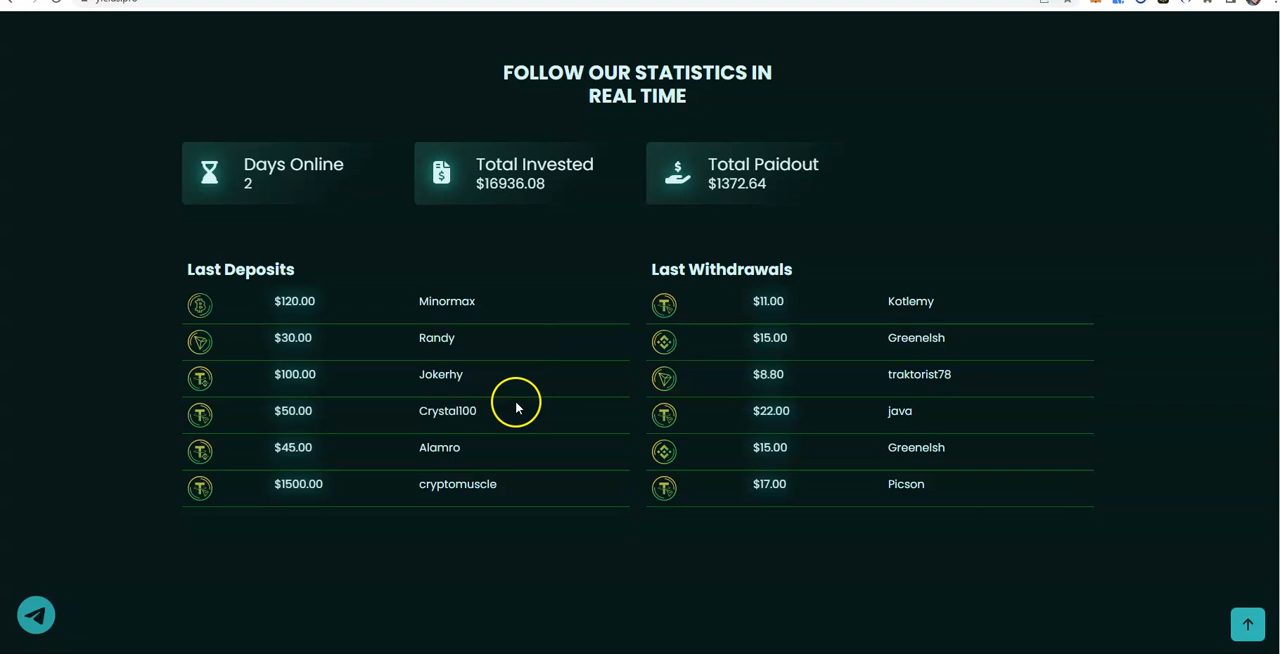 FOLLOW OUR STATISTICS IN
REAL TIME
Days Online
2
Total Invested
$16936.08
Total Paidout
$1372.64
Last Deposits
$120.00 Minormax
$30.00 Randy
$100.00 Jokerhy
$50.00 Crystal100
$45.00 Alamro
$1500.00 cryptomuscle
Last Withdrawals
$11.00 Kotlemy
$15.00 Greenelsh
$8.80 traktorist78
$22.00 java
$15.00 Greenelsh
$17.00 Picson